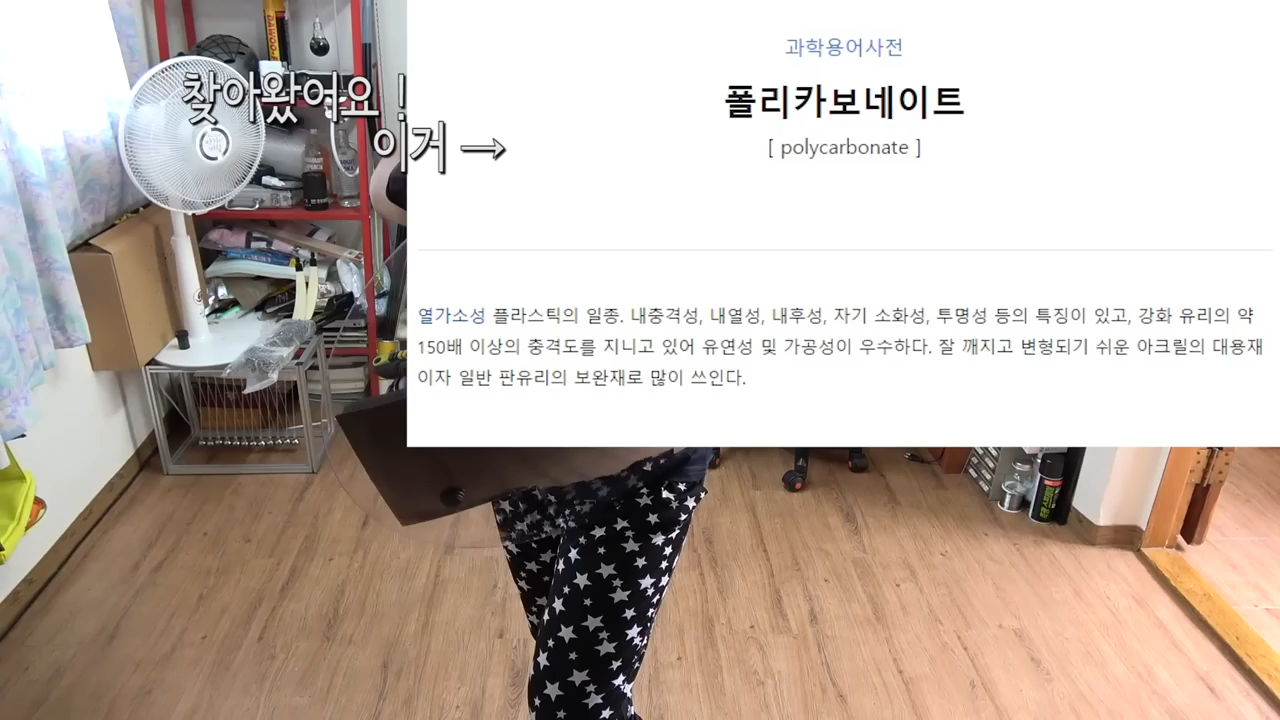 과학용어사전
폴리카보네이트
[ polycarbonate ]
찾아왔어요 !
이거 →
열가소성 플라스틱의 일종. 내충격성, 내열성, 내후성, 자기 소화성, 투명성 등의 특징이 있고, 강화 유리의 약
150배 이상의 충격도를 지니고 있어 유연성 및 가공성이 우수하다. 잘 깨지고 변형되기 쉬운 아크릴의 대용재
이자 일반 판유리의 보완재로 많이 쓰인다.
DAEWOO